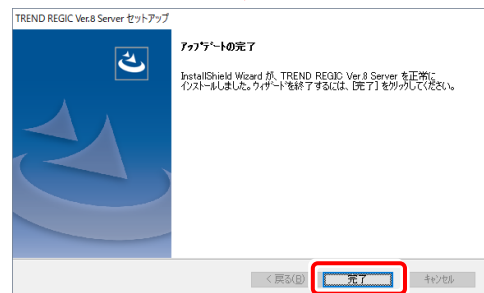 TREND REGIC Ver.8 Server セットアップ
ｱｯﾌﾟﾃﾞｰﾄの完了
InstallShield Wizard が、TREND REGIC Ver.8 Server を正常に
インストールしました。ウィザードを終了するには、[完了] をクリックしてください。
< 戻る(B)
完了
キャンセル